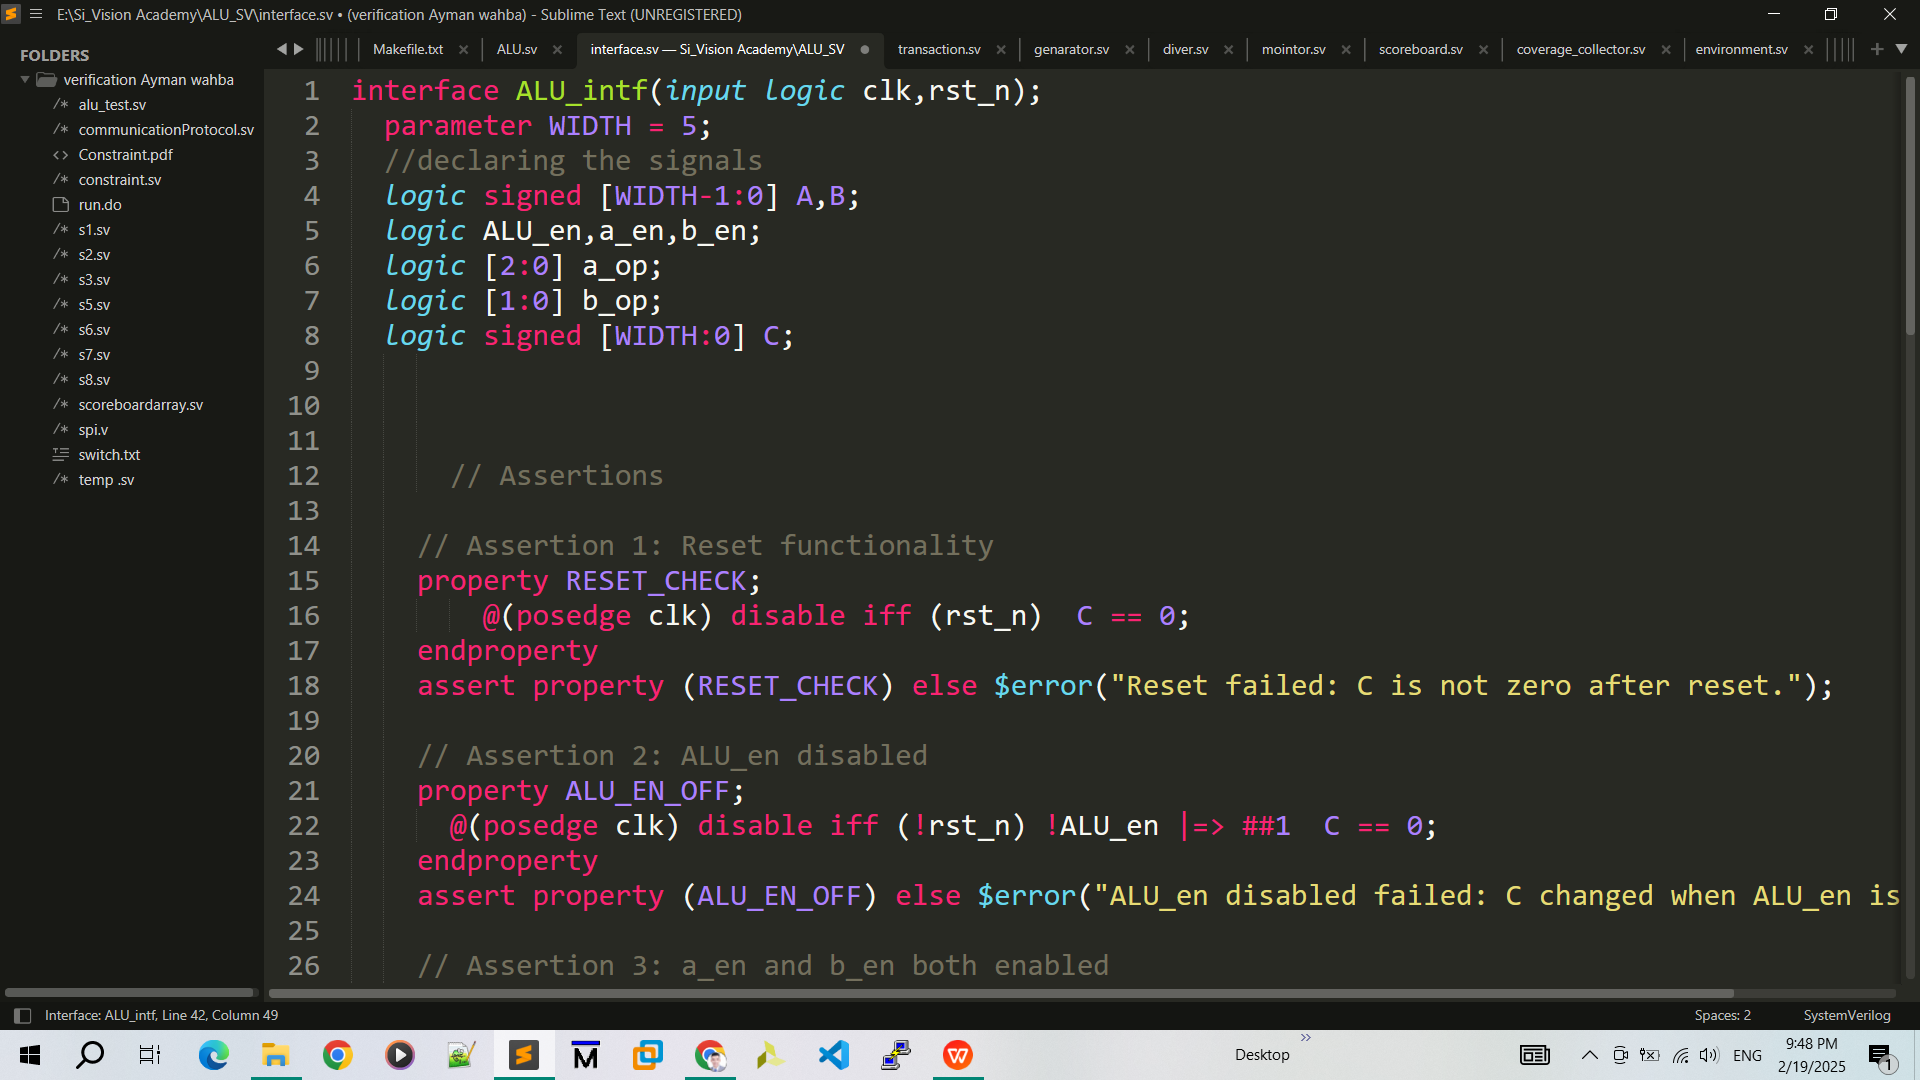 E:\Si_Vision Academy\ALU_SV\interface.sv • (verification Ayman wahba) - Sublime Text (UNREGISTERED)
FOLDERS
verification Ayman wahba
alu_test.sv
communicationProtocol.sv
Constraint.pdf
constraint.sv
run.do
s1.sv
s2.sv
s3.sv
s5.sv
s6.sv
s7.sv
s8.sv
scoreboardarray.sv
spi.v
switch.txt
temp .sv
Makefile.txt
ALU.sv
interface.sv — Si_Vision Academy\ALU_SV
transaction.sv
genarator.sv
diver.sv
mointor.sv
scoreboard.sv
coverage_collector.sv
environment.sv
1 interface ALU_intf(input logic clk,rst_n);
2 parameter WIDTH = 5;
3 //declaring the signals
4 logic signed [WIDTH-1:0] A,B;
5 logic ALU_en,a_en,b_en;
6 logic [2:0] a_op;
7 logic [1:0] b_op;
8 logic signed [WIDTH:0] C;
9
10
11
12 // Assertions
13
14 // Assertion 1: Reset functionality
15 property RESET_CHECK;
16 @(posedge clk) disable iff (rst_n)  C == 0;
17 endproperty
18 assert property (RESET_CHECK) else $error("Reset failed: C is not zero after reset.");
19
20 // Assertion 2: ALU_en disabled
21 property ALU_EN_OFF;
22 @(posedge clk) disable iff (!rst_n) !ALU_en |=> ##1  C == 0;
23 endproperty
24 assert property (ALU_EN_OFF) else $error("ALU_en disabled failed: C changed when ALU_en is
25
26 // Assertion 3: a_en and b_en both enabled
Interface: ALU_intf, Line 42, Column 49
Spaces: 2
SystemVerilog
Desktop
ENG
9:48 PM
2/19/2025
1